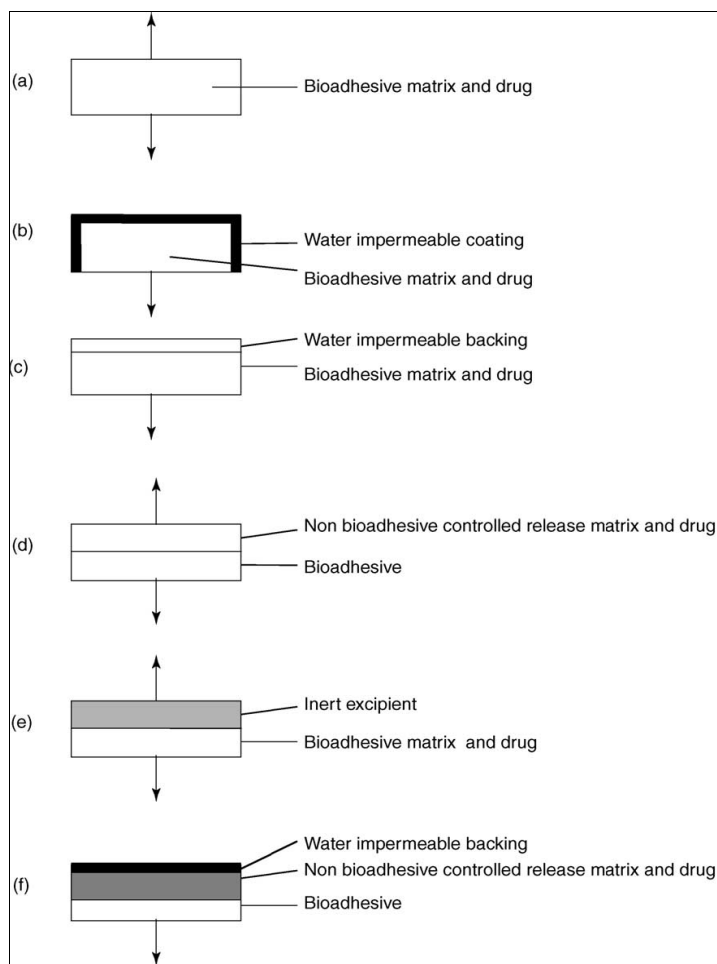 (a)
Bioadhesive matrix and drug
(b)
Water impermeable coating
Bioadhesive matrix and drug
(c)
Water impermeable backing
Bioadhesive matrix and drug
(d)
Non bioadhesive controlled release matrix and drug
Bioadhesive
(e)
Inert excipient
Bioadhesive matrix and drug
(f)
Water impermeable backing
Non bioadhesive controlled release matrix and drug
Bioadhesive